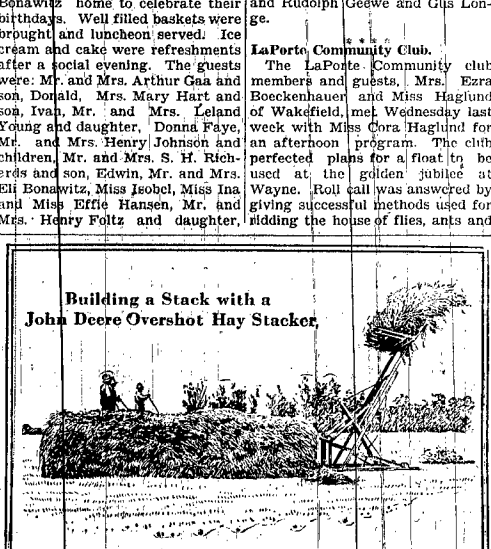 Bonawitz home to celebrate their
birthdays. Well filled baskets were
brought and luncheon served. Ice
cream and cake were refreshments
after a social evening. The guests
were: Mr. and Mrs. Arthur Gaa and
son, Donald, Mrs. Mary Hart and
son, Ivan, Mr. and Mrs. Leland
Young and daughter, Donna Faye,
Mr. and Mrs. Henry Johnson and
children, Mr. and Mrs. S. H. Rich-
erds and son, Edwin, Mr. and Mrs.
Eli Bonawitz, Miss Isobel, Miss Ina
and Miss Effie Hansen, Mr. and
Mrs. Henry Foltz and daughter,
and Rudolph Geewe and Gus Lon-
ge.
* * * *
LaPorte Community Club.
The LaPorte Community club
members and guests, Mrs. Ezra
Boeckenhauer and Miss Haglund
of Wakefield, met Wednesday last
week with Miss Cora Haglund for
an afternoon program. The club
perfected plans for a float to be
used at the golden jubilee at
Wayne. Roll call was answered by
giving successful methods used for
ridding the house of flies, ants and
Building a Stack with a
John Deere Overshot Hay Stacker.